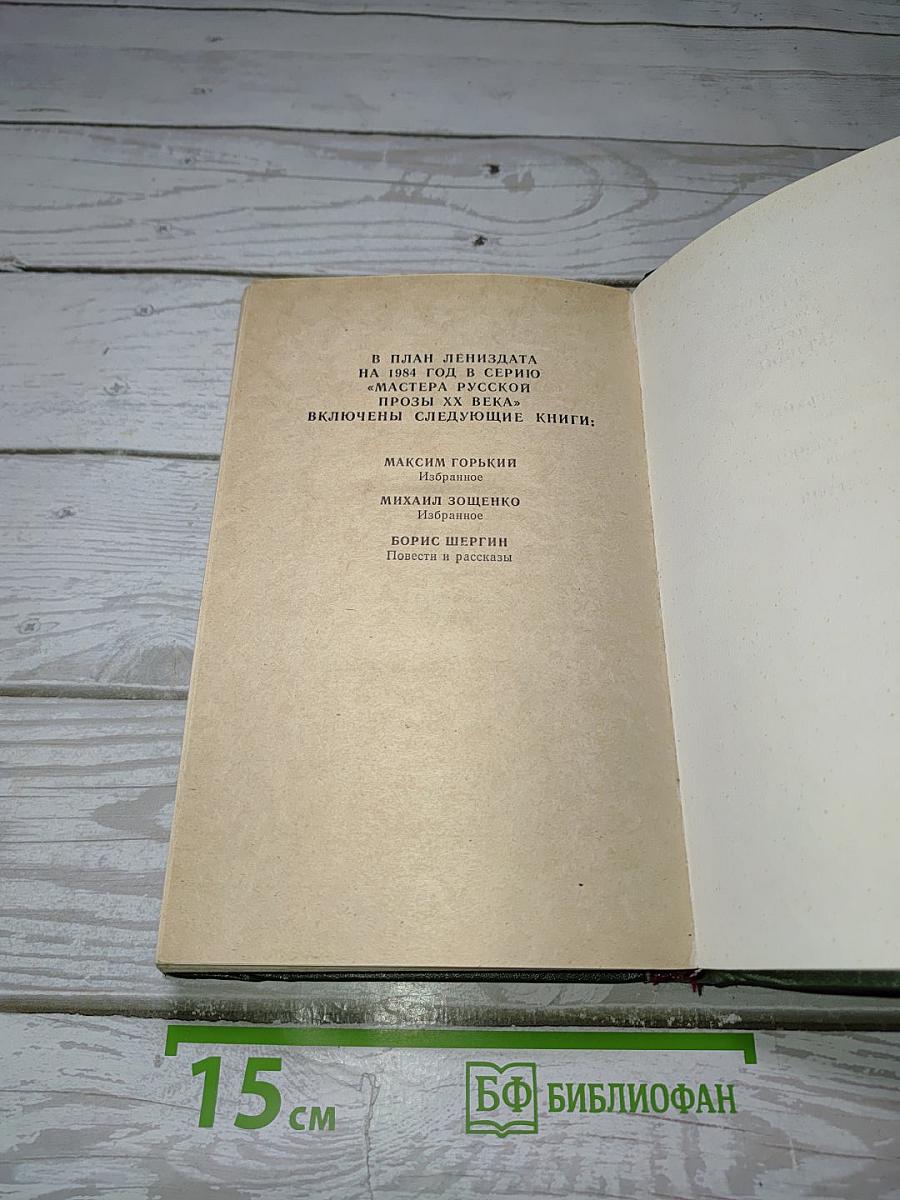 В ПЛАН ЛЕНИЗДАТА
НА 1984 ГОД В СЕРИЮ
«МАСТЕРА РУССКОЙ
ПРОЗЫ XX ВЕКА»
ВКЛЮЧЕНЫ СЛЕДУЮЩИЕ КНИГИ:
МАКСИМ ГОРЬКИЙ
Избранное
МИХАИЛ ЗОЩЕНКО
Избранное
БОРИС ШЕРГИН
Повести и рассказы
15 см
БФ БИБЛИОФАН